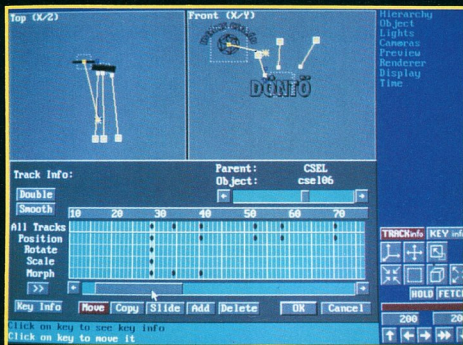 Top (X/Z)
Front (X/Y)
DÖNTŐ
Hierarchy
Object
Lights
Cameras
Preview
Renderer
Display
Time
Track Info:
Parent: CSEL
Object: csel06
Double
Smooth
10 20 30 40 50 60 70
All Tracks
Position
Rotate
Scale
Morph
>>
Key Info Move Copy Slide Add Delete OK Cancel
Click on key to see key info
Click on key to move it
TRACK info KEY info
HOLD FETCH
200